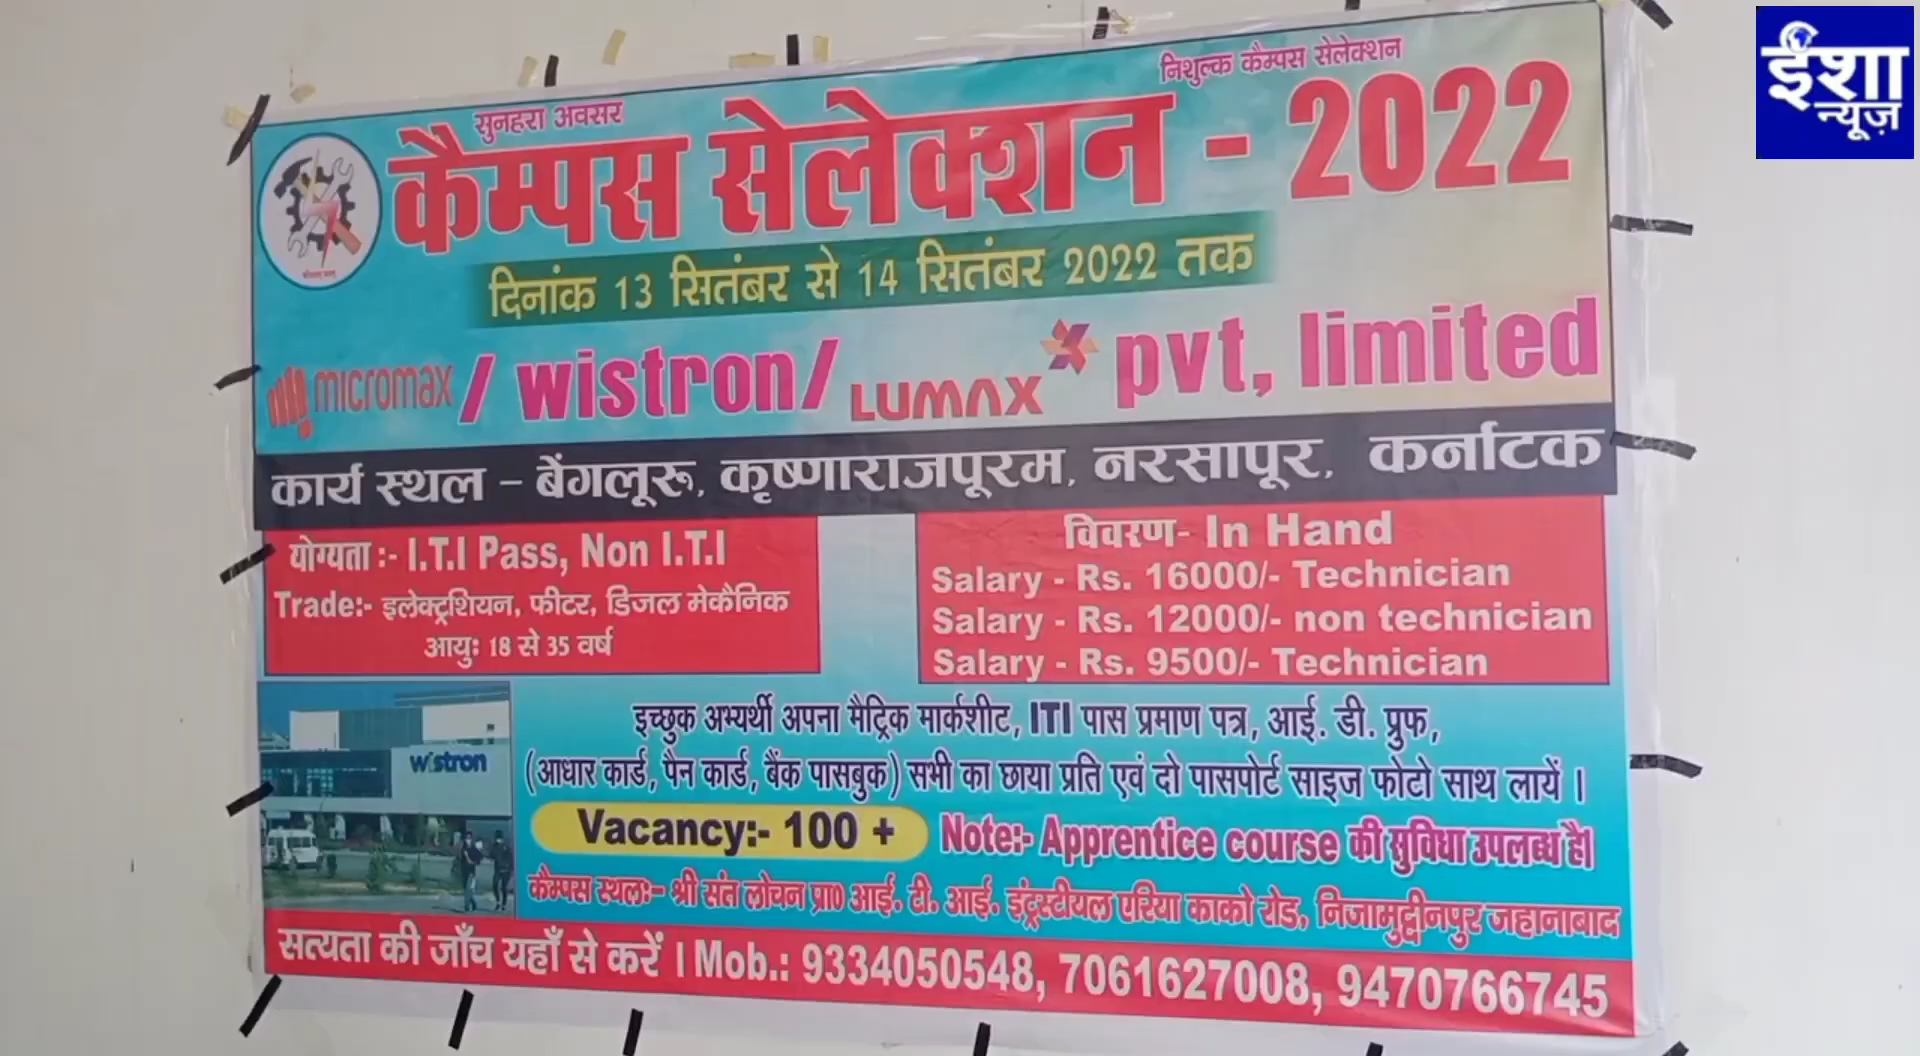 ईशा
न्यूज़
सुनहरा अवसर
निशुल्क कैम्पस सेलेक्शन
कैम्पस सेलेक्शन - 2022
दिनांक 13 सितंबर से 14 सितंबर 2022 तक
micromax / wistron/ LUMAX pvt, limited
कार्य स्थल – बेंगलूरू, कृष्णाराजपूरम, नरसापूर, कर्नाटक
योग्यता :- I.T.I Pass, Non I.T.I
Trade:- इलेक्ट्रशियन, फीटर, डिजल मेकैनिक
आयुः 18 से 35 वर्ष
विवरण- In Hand
Salary - Rs. 16000/- Technician
Salary - Rs. 12000/- non technician
Salary - Rs. 9500/- Technician
wistron
इच्छुक अभ्यर्थी अपना मैट्रिक मार्कशीट, ITI पास प्रमाण पत्र, आई. डी. प्रुफ,
(आधार कार्ड, पैन कार्ड, बैंक पासबुक) सभी का छाया प्रति एवं दो पासपोर्ट साइज फोटो साथ लायें ।
Vacancy:- 100 + Note:- Apprentice course की सुविधा उपलब्ध है।
कैम्पस स्थल:- श्री संत लोचन प्रा० आई. टी. आई. इंट्रस्टीयल एरिया काको रोड, निजामुद्दीनपुर जहानाबाद
सत्यता की जाँच यहाँ से करें । Mob.: 9334050548, 7061627008, 9470766745